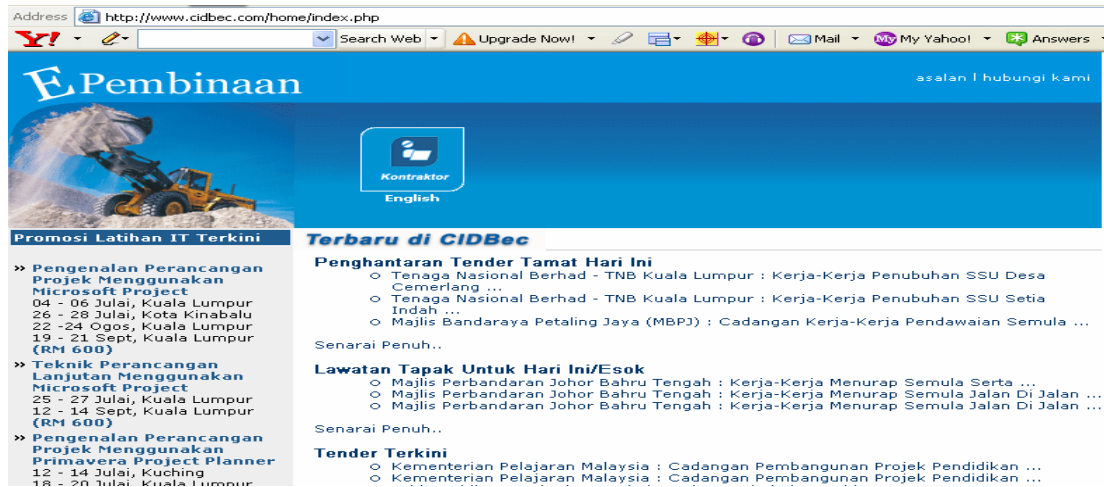 Address http://www.cidbec.com/home/index.php
Y! Search Web Upgrade Now! Mail My My Yahoo! Answers
E Pembinaan
asalan | hubungi kami
Kontraktor
English
Promosi Latihan IT Terkini
» Pengenalan Perancangan
Projek Menggunakan
Microsoft Project
04 - 06 Julai, Kuala Lumpur
26 - 28 Julai, Kota Kinabalu
22 -24 Ogos, Kuala Lumpur
19 - 21 Sept, Kuala Lumpur
(RM 600)
» Teknik Perancangan
Lanjutan Menggunakan
Microsoft Project
25 - 27 Julai, Kuala Lumpur
12 - 14 Sept, Kuala Lumpur
(RM 600)
» Pengenalan Perancangan
Projek Menggunakan
Primavera Project Planner
12 - 14 Julai, Kuching
18 - 20 Julai, Kuala Lumpur
Terbaru di CIDBec
Penghantaran Tender Tamat Hari Ini
Tenaga Nasional Berhad - TNB Kuala Lumpur : Kerja-Kerja Penubuhan SSU Desa
Cemerlang ...
Tenaga Nasional Berhad - TNB Kuala Lumpur : Kerja-Kerja Penubuhan SSU Setia
Indah ...
Majlis Bandaraya Petaling Jaya (MBPJ) : Cadangan Kerja-Kerja Pendawaian Semula ...
Senarai Penuh..
Lawatan Tapak Untuk Hari Ini/Esok
Majlis Perbandaran Johor Bahru Tengah : Kerja-Kerja Menurap Semula Serta ...
Majlis Perbandaran Johor Bahru Tengah : Kerja-Kerja Menurap Semula Jalan Di Jalan ...
Majlis Perbandaran Johor Bahru Tengah : Kerja-Kerja Menurap Semula Jalan Di Jalan ...
Senarai Penuh..
Tender Terkini
Kementerian Pelajaran Malaysia : Cadangan Pembangunan Projek Pendidikan ...
Kementerian Pelajaran Malaysia : Cadangan Pembangunan Projek Pendidikan ...